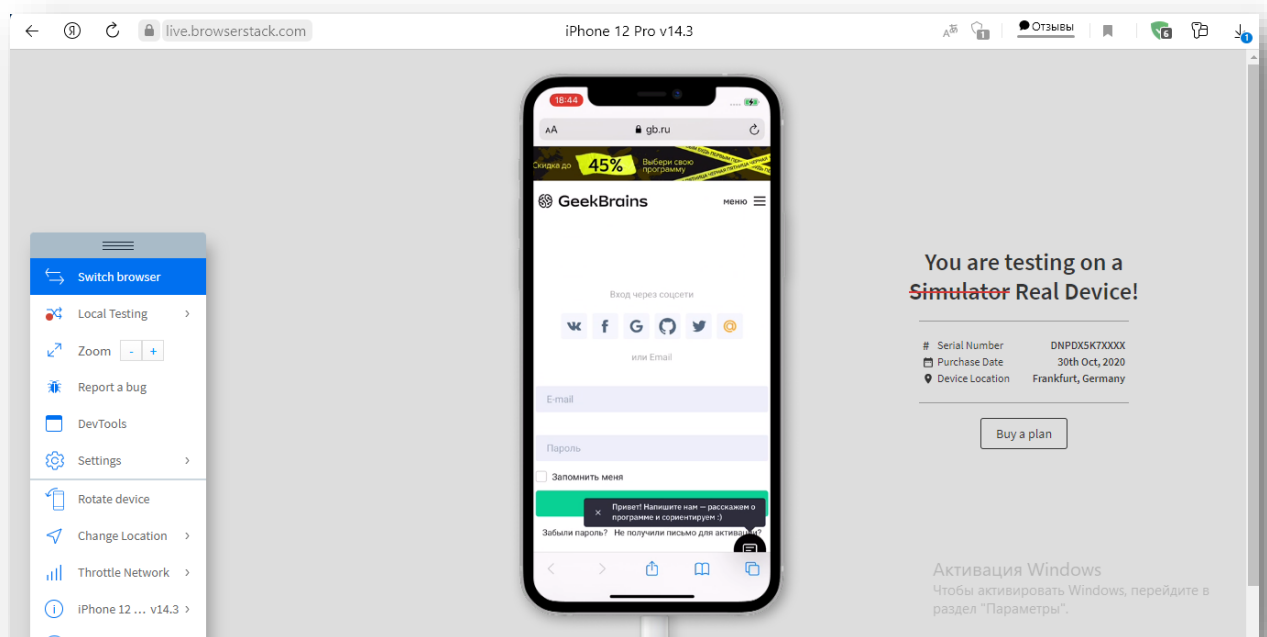 live.browserstack.com
iPhone 12 Pro v14.3
1
Отзывы
6
1
18:44
AA
gb.ru
Скидка до 45% Выбери свою программу
GeekBrains
меню
Вход через соцсети
или Email
E-mail
Пароль
Запомнить меня
× Привет! Напишите нам — расскажем о
программе и сориентируем :)
Забыли пароль? Не получили письмо для активации?
Switch browser
Local Testing
Zoom - +
Report a bug
DevTools
Settings
Rotate device
Change Location
Throttle Network
iPhone 12 ... v14.3
You are testing on a
Simulator Real Device!
# Serial Number DNPDX5K7XXXX
Purchase Date 30th Oct, 2020
Device Location Frankfurt, Germany
Buy a plan
Активация Windows
Чтобы активировать Windows, перейдите в
раздел "Параметры".